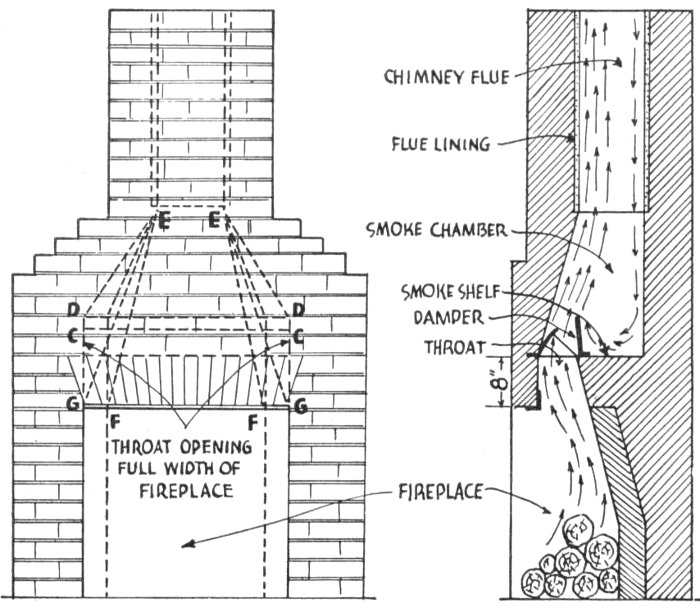 E E
D D
C C
G G
F F
THROAT OPENING
FULL WIDTH OF
FIREPLACE
CHIMNEY FLUE
FLUE LINING
SMOKE CHAMBER
SMOKE SHELF
DAMPER
THROAT
8"
FIREPLACE